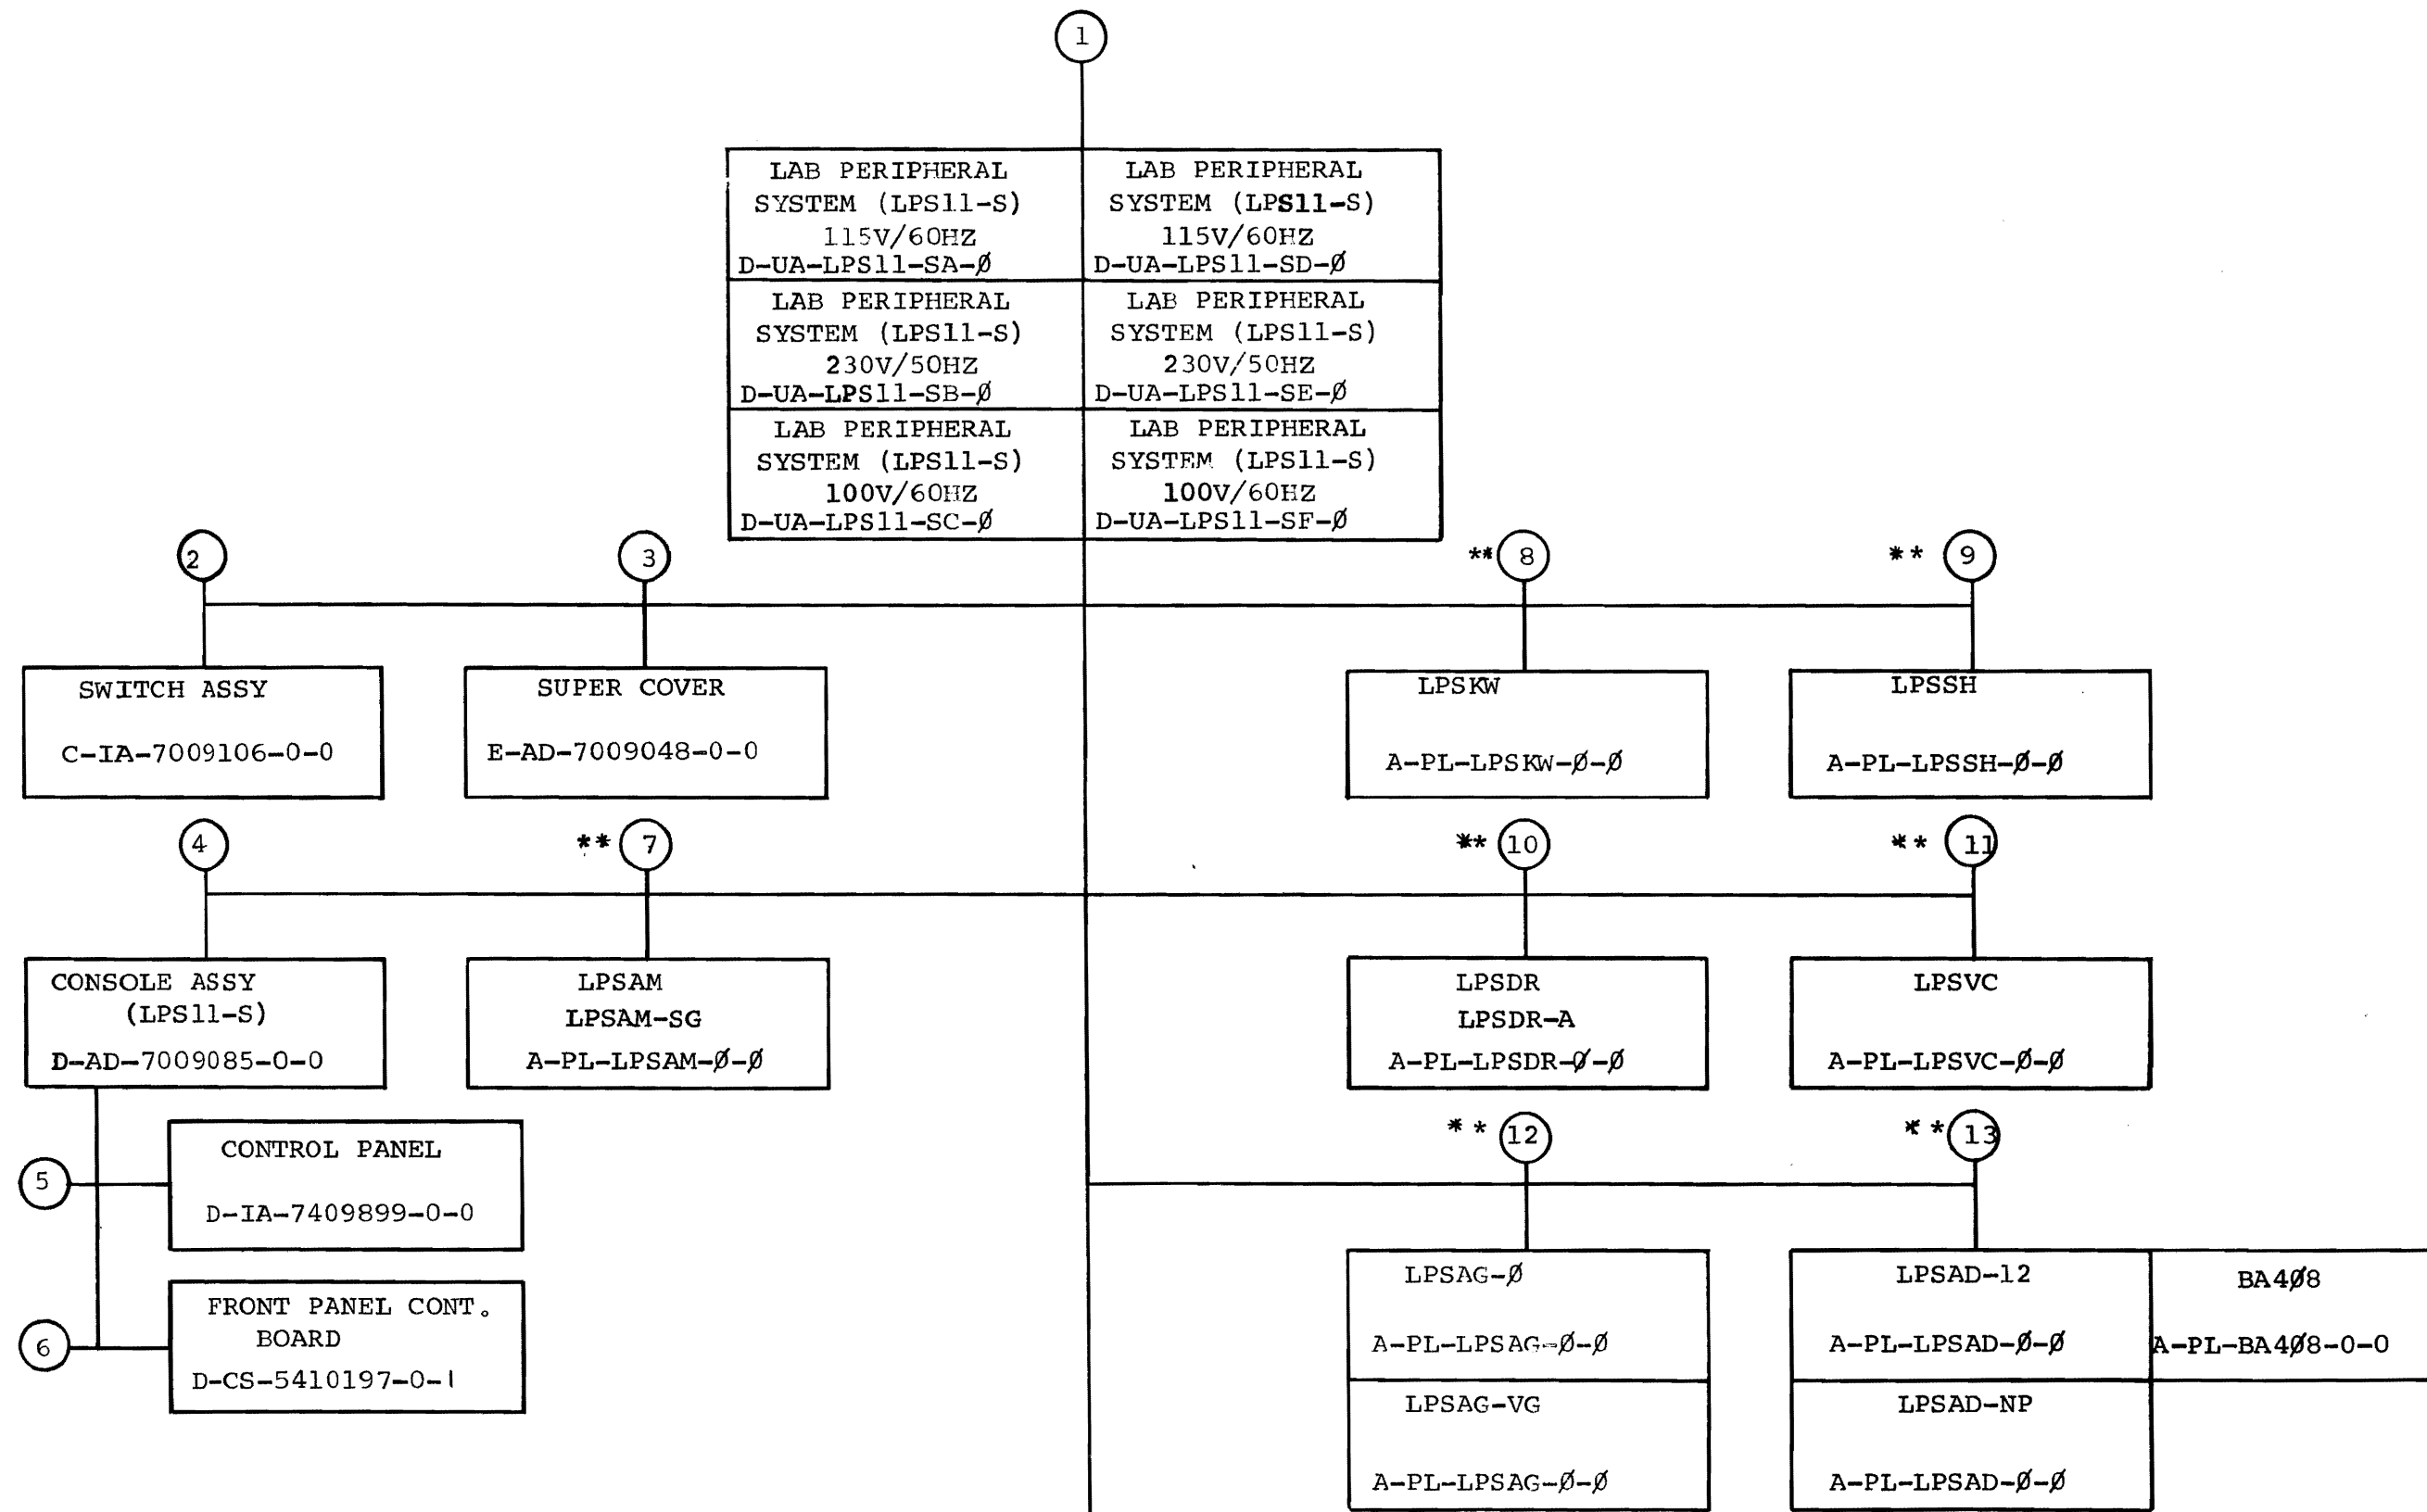 1
LAB PERIPHERAL
SYSTEM (LPS11-S)
115V/60HZ
D-UA-LPS11-SA-Ø
LAB PERIPHERAL
SYSTEM (LPS11-S)
115V/60HZ
D-UA-LPS11-SD-Ø
LAB PERIPHERAL
SYSTEM (LPS11-S)
230V/50HZ
D-UA-LPS11-SB-Ø
LAB PERIPHERAL
SYSTEM (LPS11-S)
230V/50HZ
D-UA-LPS11-SE-Ø
LAB PERIPHERAL
SYSTEM (LPS11-S)
100V/60HZ
D-UA-LPS11-SC-Ø
LAB PERIPHERAL
SYSTEM (LPS11-S)
100V/60HZ
D-UA-LPS11-SF-Ø
2
3
** 8
** 9
SWITCH ASSY
C-IA-7009106-0-0
SUPER COVER
E-AD-7009048-0-0
LPSKW
A-PL-LPSKW-Ø-Ø
LPSSH
A-PL-LPSSH-Ø-Ø
4
** 7
** 10
** 11
CONSOLE ASSY
(LPS11-S)
D-AD-7009085-0-0
LPSAM
LPSAM-SG
A-PL-LPSAM-Ø-Ø
LPSDR
LPSDR-A
A-PL-LPSDR-Ø-Ø
LPSVC
A-PL-LPSVC-Ø-Ø
5
CONTROL PANEL
D-IA-7409899-0-0
6
FRONT PANEL CONT.
BOARD
D-CS-5410197-0-1
** 12
** 13
LPSAG-Ø
A-PL-LPSAG-Ø-Ø
LPSAG-VG
A-PL-LPSAG-Ø-Ø
LPSAD-12
A-PL-LPSAD-Ø-Ø
BA4Ø8
A-PL-BA4Ø8-0-0
LPSAD-NP
A-PL-LPSAD-Ø-Ø